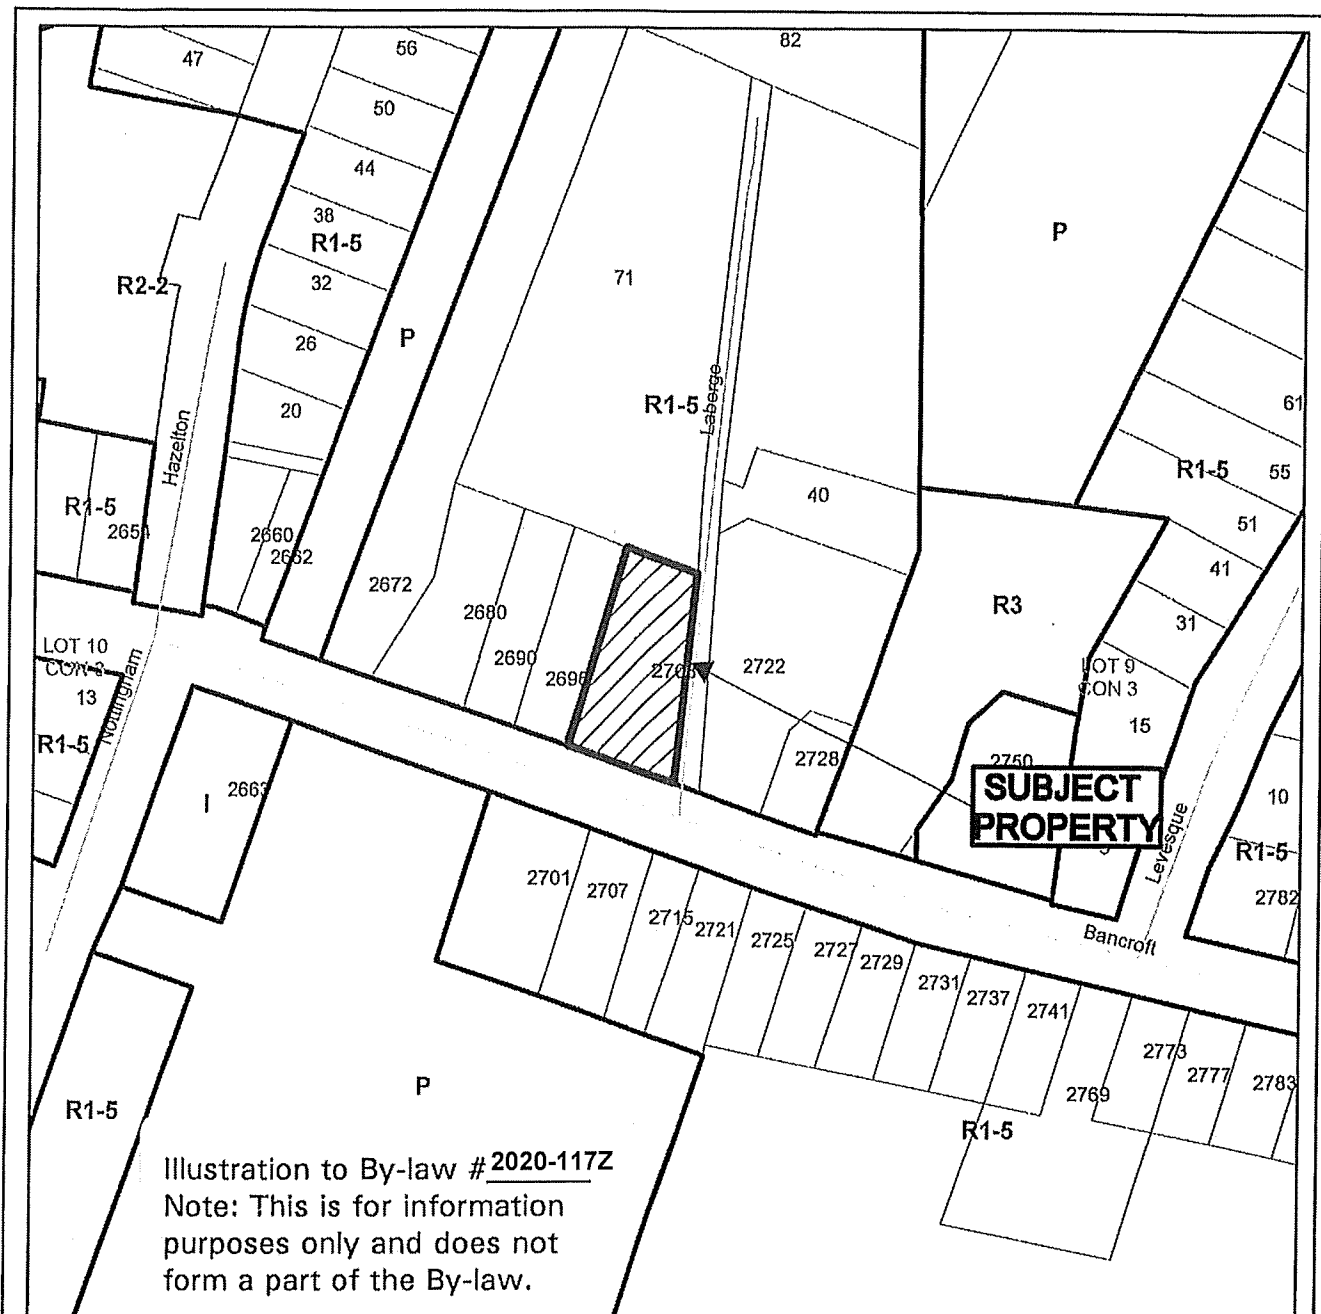 82
56
47
50
44
38
R1-5
P
71
R2-2
32
P
26
Laberge
R1-5
20
61
Hazelton
R1-5
55
40
R1-5
51
2654
2660
2662
41
2672
2680
R3
31
LOT 10
CON 3
2690
2698
2722
LOT 9
CON 3
13
Nottingham
R1-5
15
2728
2750
SUBJECT
PROPERTY
I
2663
10
Levesque
R1-5
2701
2707
2715
2721
2725
2727
2729
2782
Bancroft
2731
2737
2741
2773
2777
2783
2769
P
R1-5
R1-5
Illustration to By-law # 2020-117Z
Note: This is for information
purposes only and does not
form a part of the By-law.